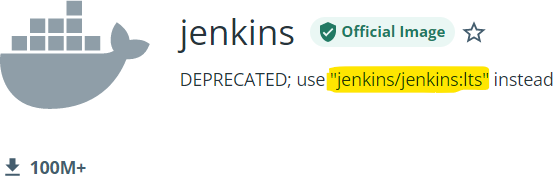 jenkins Official Image
DEPRECATED; use "jenkins/jenkins:lts" instead
100M+